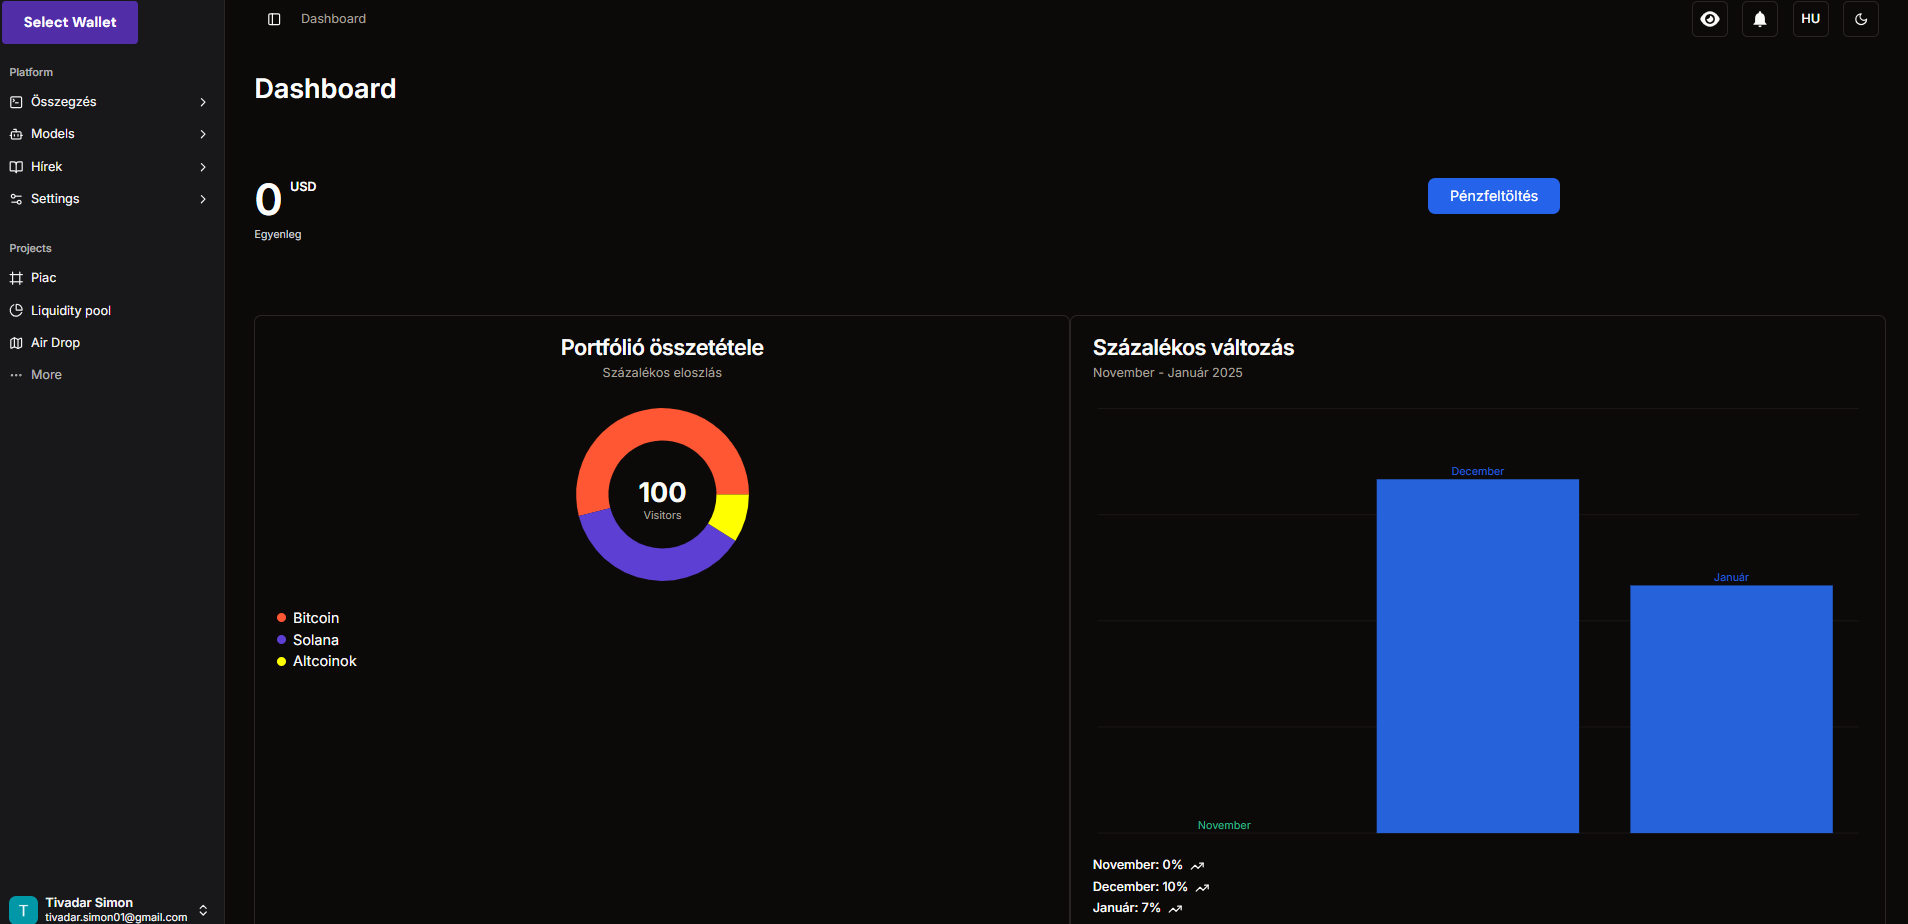 Select Wallet
Platform
Összegzés
Models
Hírek
Settings
Projects
Piac
Liquidity pool
Air Drop
More
T
Tivadar Simon
tivadar.simon01@gmail.com
Dashboard
HU
Dashboard
0 USD
Egyenleg
Pénzfeltöltés
Portfólió összetétele
Százalékos eloszlás
100
Visitors
Bitcoin
Solana
Altcoinok
Százalékos változás
November - Január 2025
December
Január
November
November: 0%
December: 10%
Január: 7%